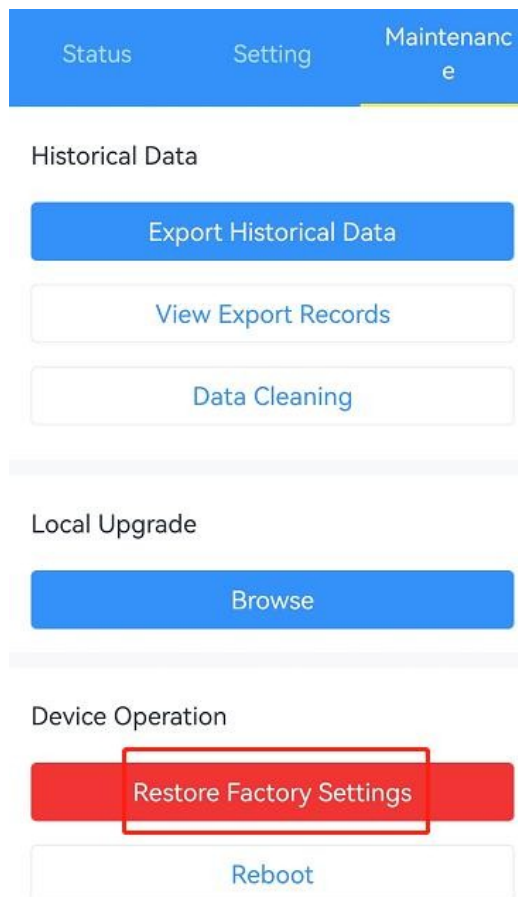 Status Setting Maintenanc
e
Historical Data
Export Historical Data
View Export Records
Data Cleaning
Local Upgrade
Browse
Device Operation
Restore Factory Settings
Reboot